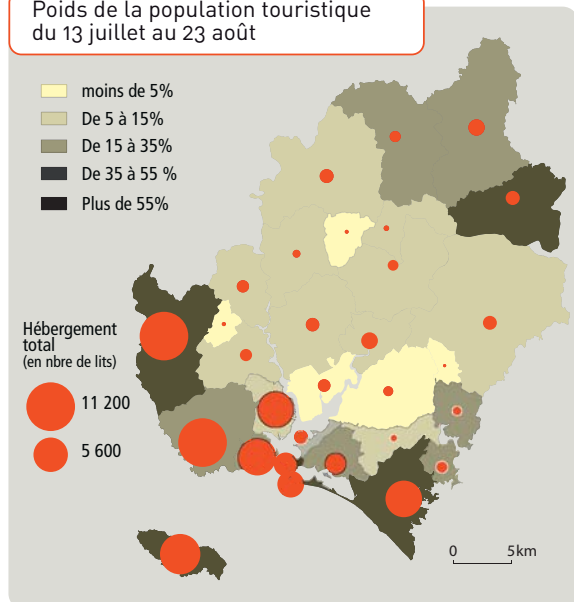 Poids de la population touristique
du 13 juillet au 23 août
moins de 5%
De 5 à 15%
De 15 à 35%
De 35 à 55 %
Plus de 55%
Hébergement
total
(en nbre de lits)
11 200
5 600
0 5km